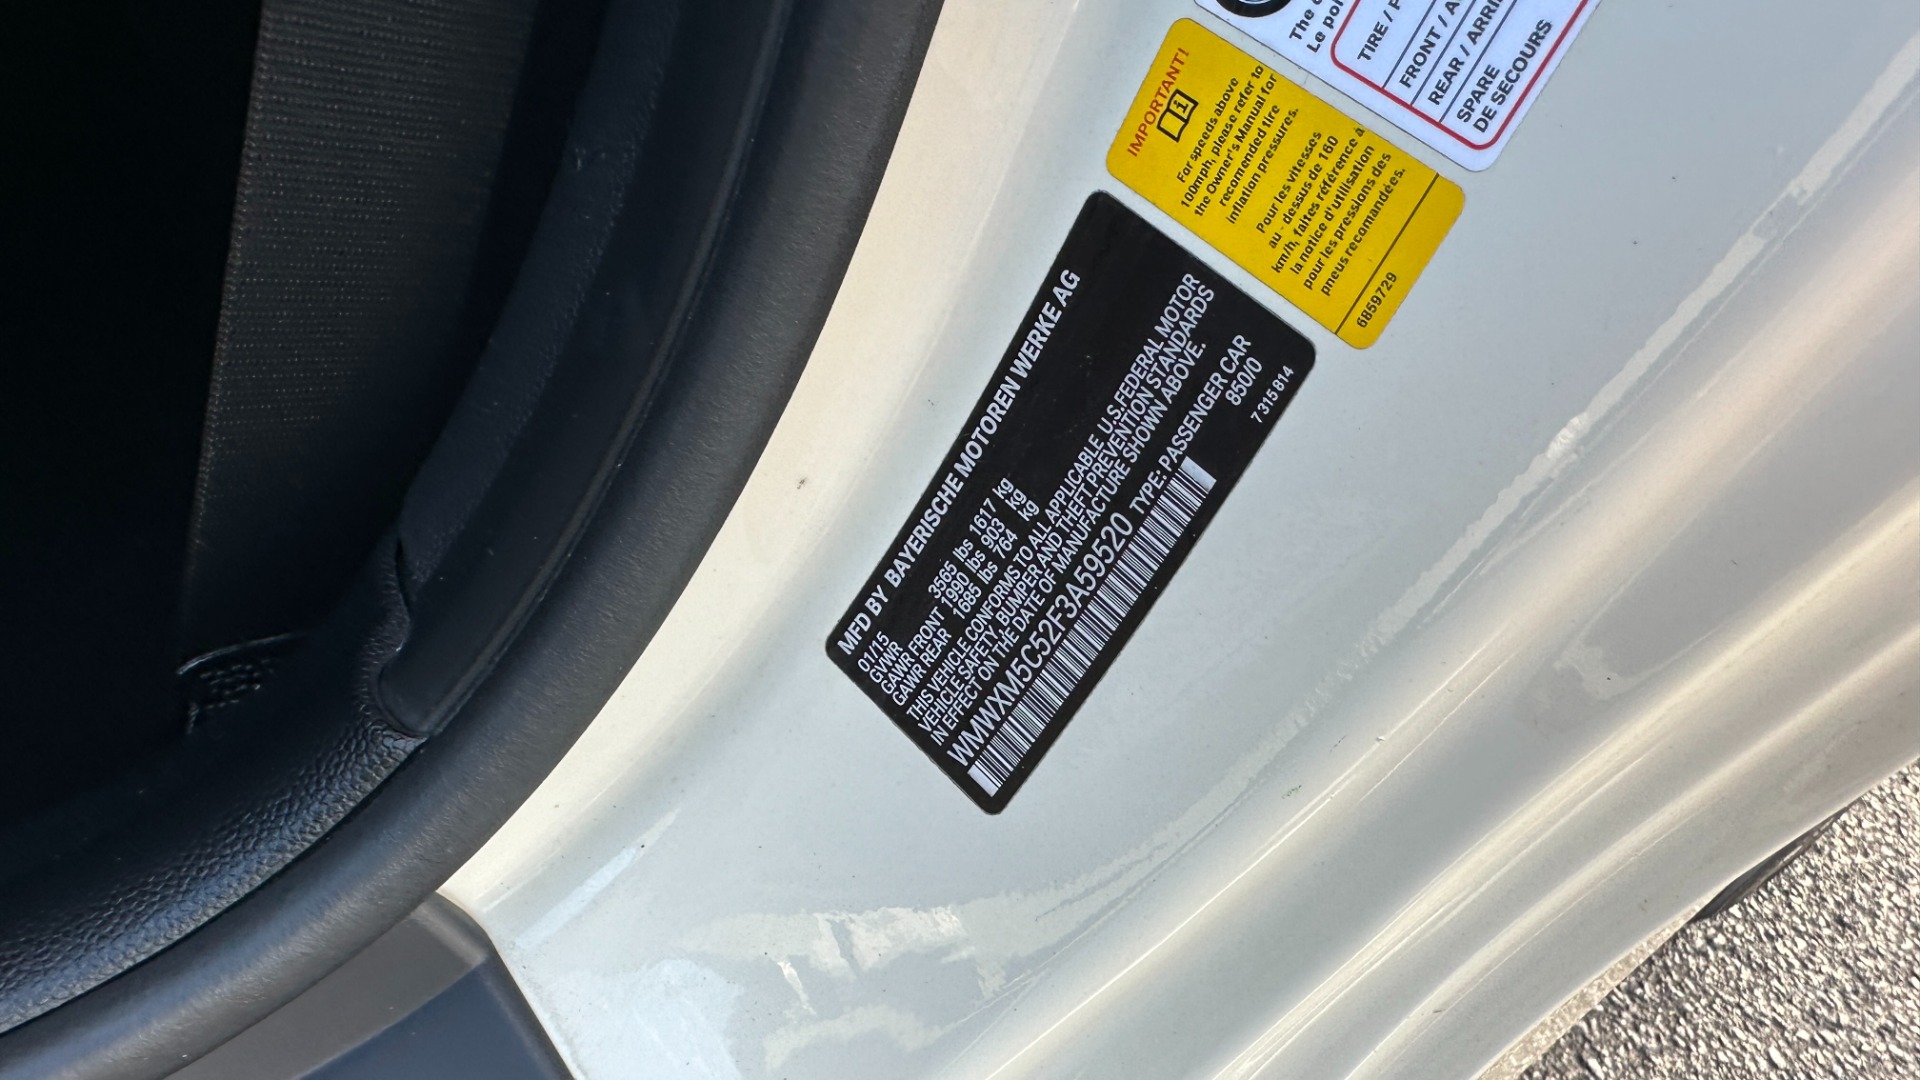 The
Le
TIRE /
FRONT /
REAR /
SPARE
DE SECOURS
IMPORTANT!
i
For speeds above
100mph, please refer to
the Owner's Manual for
recommended tire
inflation pressures.
Pour les vitesses
au - dessus de 160
km/h, faites référence à
la notice d'utilisation
pour les pressions des
pneus recomandées.
6859729
MFD BY BAYERISCHE MOTOREN WERKE AG
01/15
GVWR 3565 lbs 1617 kg
GAWR FRONT 1990 lbs 903 kg
GAWR REAR 1685 lbs 764 kg
THIS VEHICLE CONFORMS TO ALL APPLICABLE U.S.FEDERAL MOTOR
VEHICLE SAFETY, BUMPER AND THEFT PREVENTION STANDARDS
IN EFFECT ON THE DATE OF MANUFACTURE SHOWN ABOVE.
WMWXM5C52F3A59520 TYPE: PASSENGER CAR
850/0
7315814